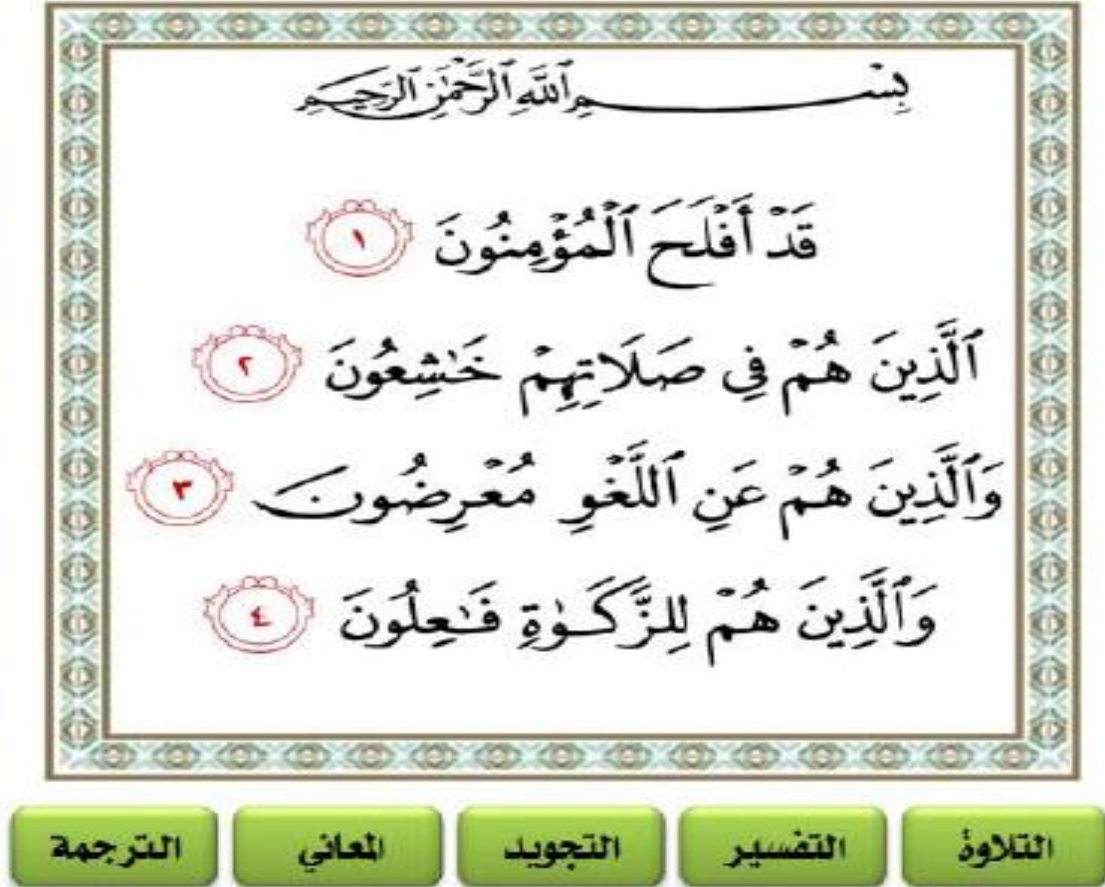 بِسْمِ ٱللَّهِ ٱلرَّحْمَٰنِ ٱلرَّحِيمِ
قَدْ أَفْلَحَ ٱلْمُؤْمِنُونَ ١
ٱلَّذِينَ هُمْ فِى صَلَاتِهِمْ خَٰشِعُونَ ٢
وَٱلَّذِينَ هُمْ عَنِ ٱللَّغْوِ مُعْرِضُونَ ٣
وَٱلَّذِينَ هُمْ لِلزَّكَوٰةِ فَٰعِلُونَ ٤
التلاوة التفسير التجويد المعاني الترجمة